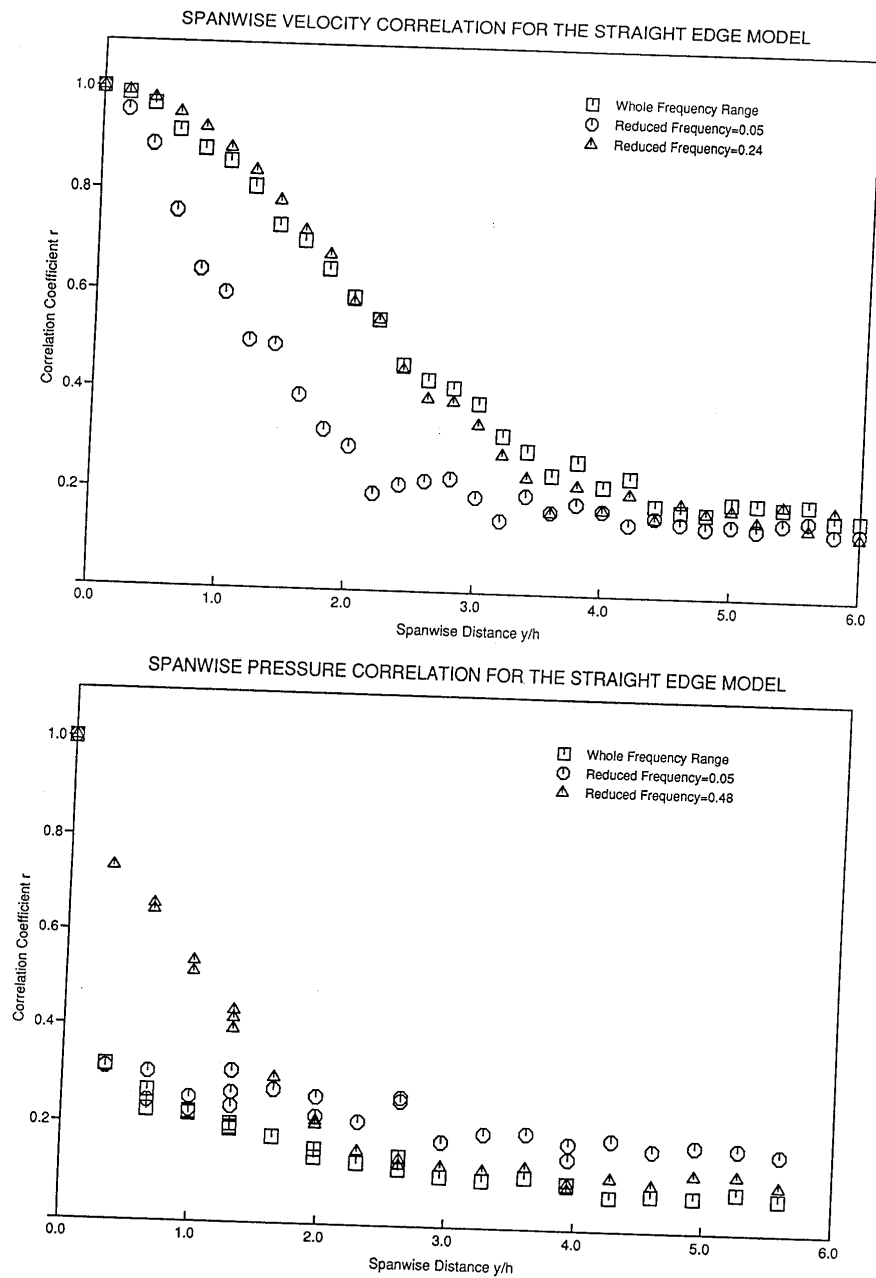 SPANWISE VELOCITY CORRELATION FOR THE STRAIGHT EDGE MODEL
Whole Frequency Range
Reduced Frequency=0.05
Reduced Frequency=0.24
1.0
0.8
0.6
0.4
0.2
Correlation Coefficient r
0.0 1.0 2.0 3.0 4.0 5.0 6.0
Spanwise Distance y/h
SPANWISE PRESSURE CORRELATION FOR THE STRAIGHT EDGE MODEL
Whole Frequency Range
Reduced Frequency=0.05
Reduced Frequency=0.48
1.0
0.8
0.6
0.4
0.2
Correlation Coefficient r
0.0 1.0 2.0 3.0 4.0 5.0 6.0
Spanwise Distance y/h